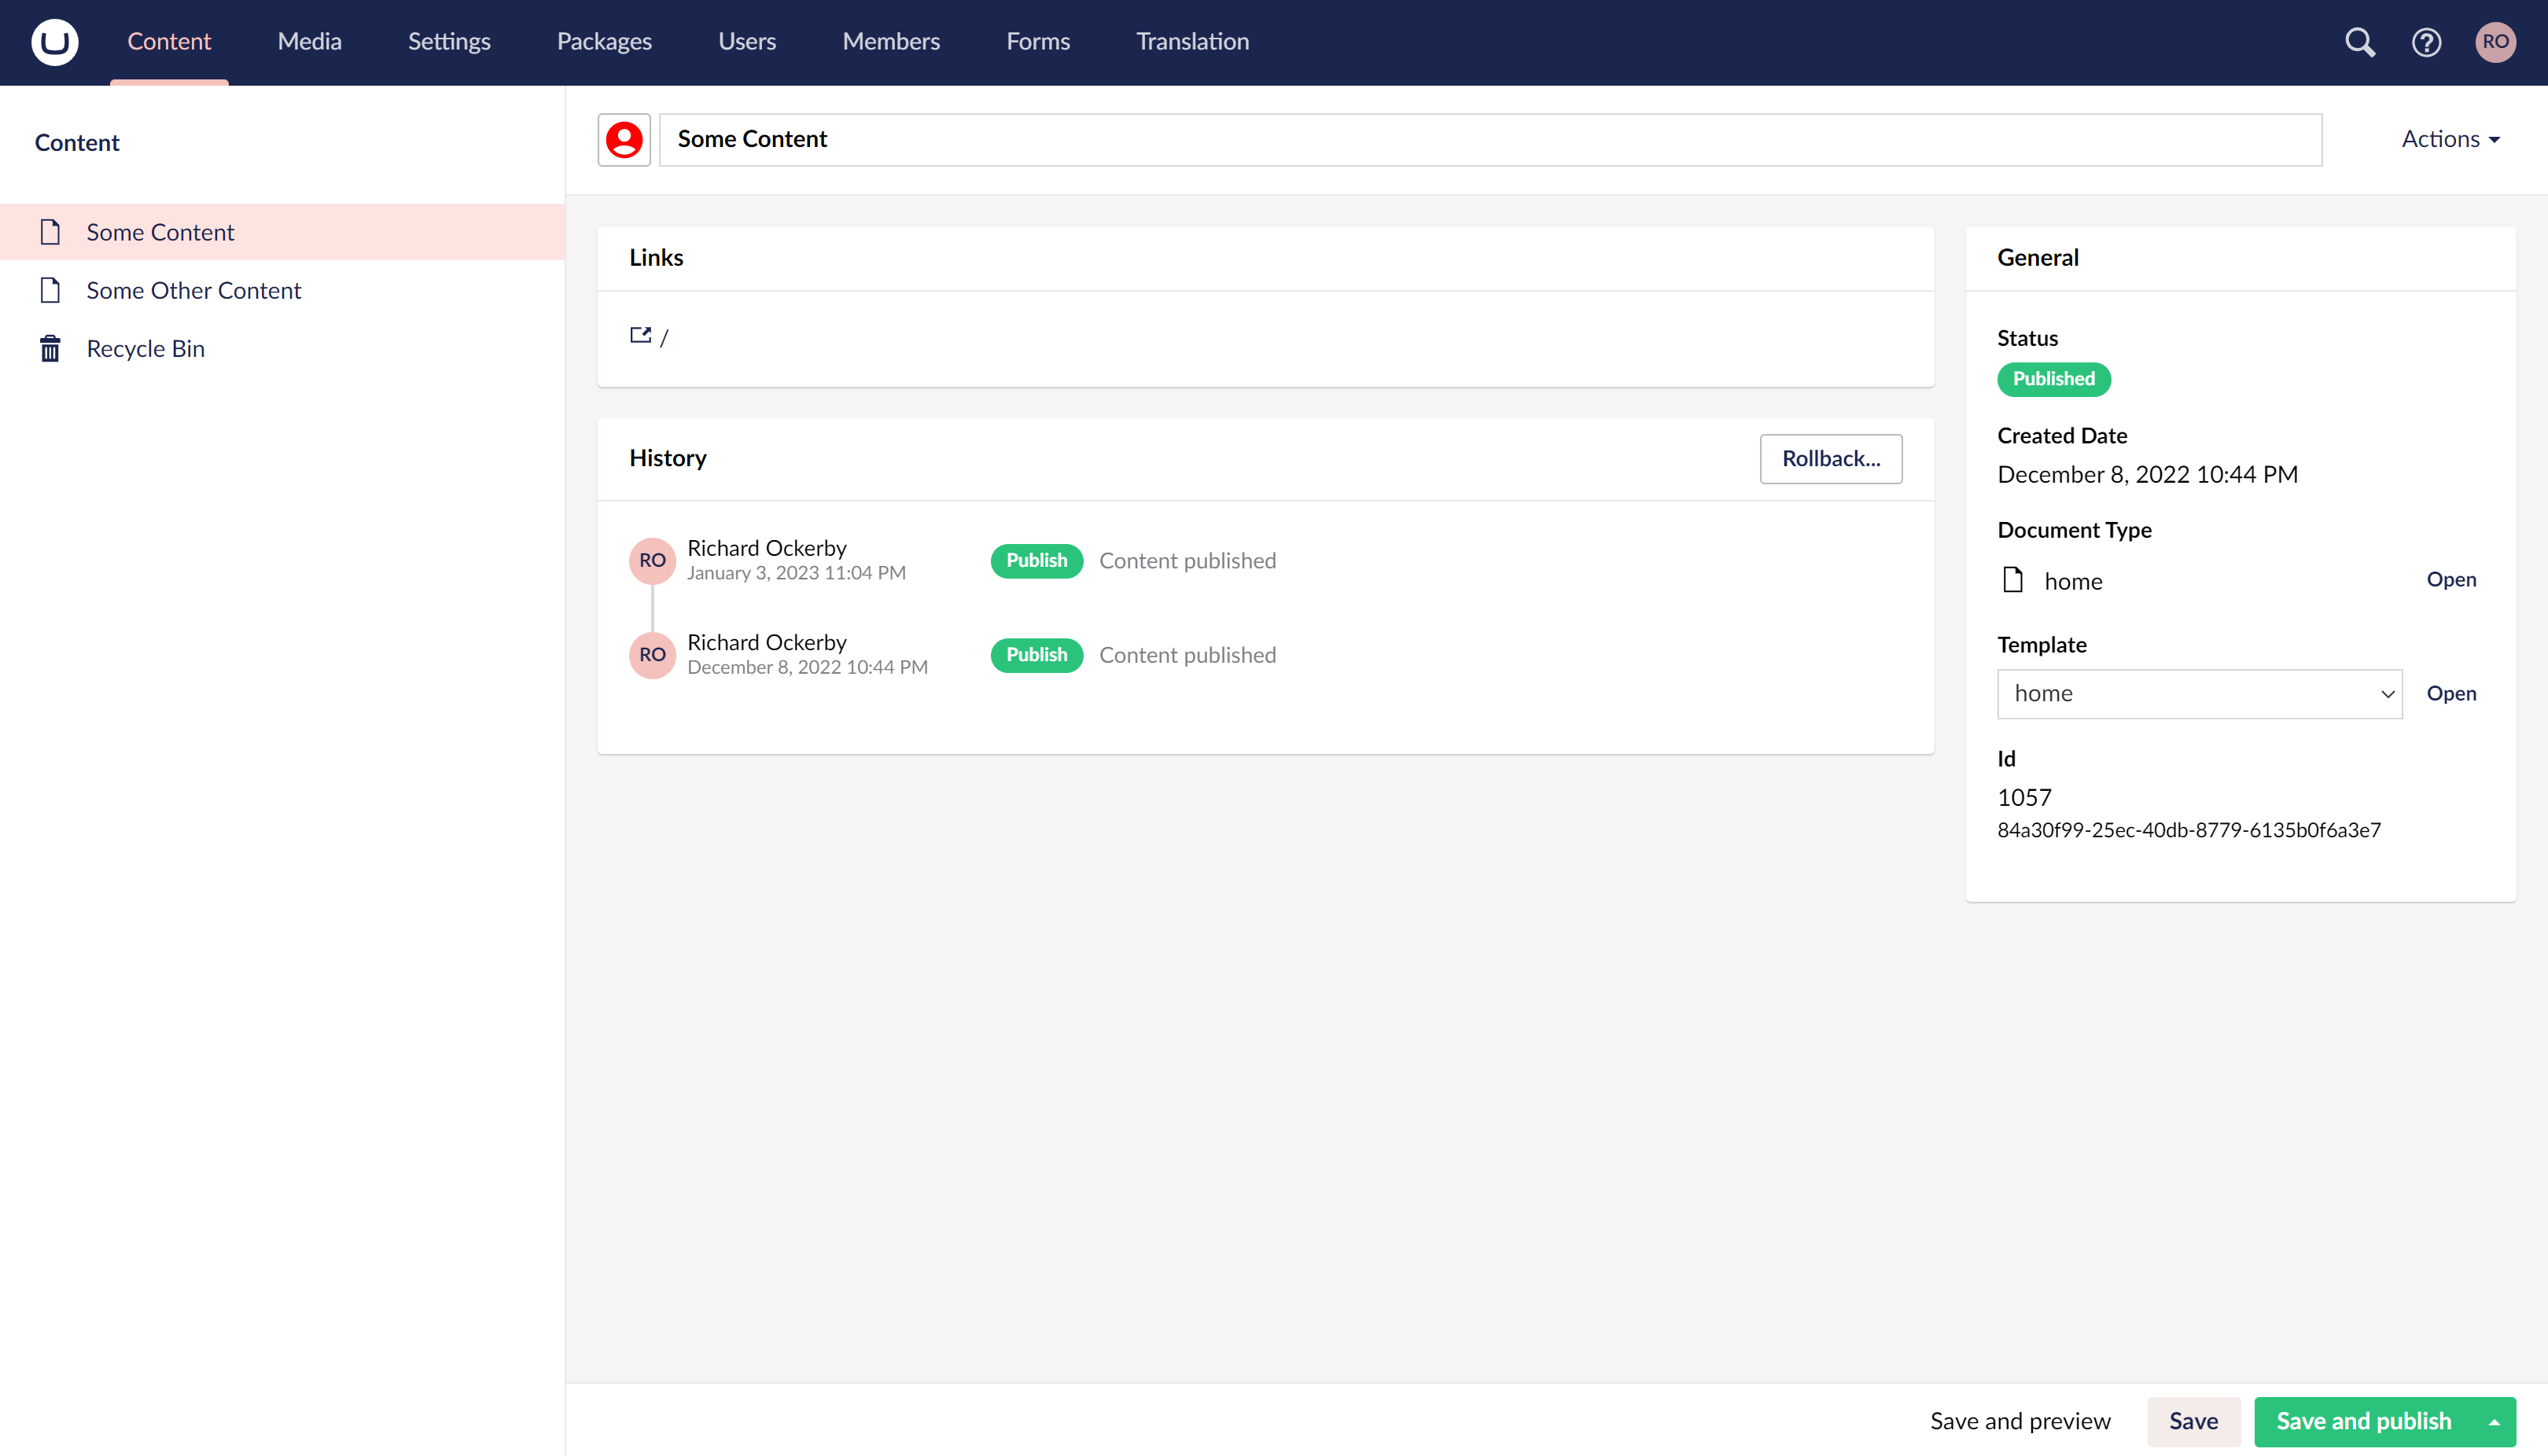 Content
Media
Settings
Packages
Users
Members
Forms
Translation
RO
Content
Some Content
Some Other Content
Recycle Bin
Some Content
Actions
Links
/
History
Rollback...
RO
Richard Ockerby
January 3, 2023 11:04 PM
Publish
Content published
RO
Richard Ockerby
December 8, 2022 10:44 PM
Publish
Content published
General
Status
Published
Created Date
December 8, 2022 10:44 PM
Document Type
home
Open
Template
home
Open
Id
1057
84a30f99-25ec-40db-8779-6135b0f6a3e7
Save and preview
Save
Save and publish